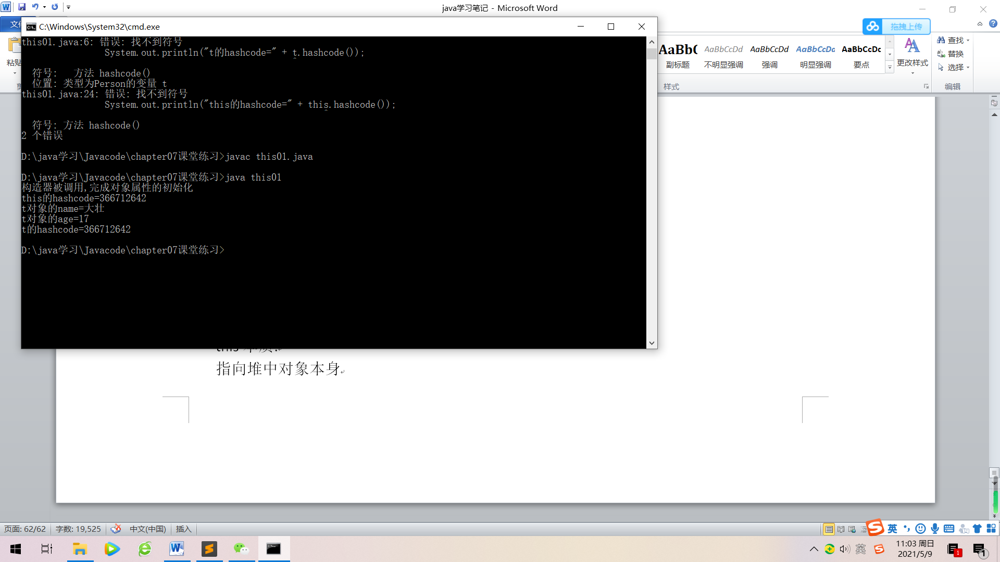 java学习笔记 - Microsoft Word
C:\Windows\System32\cmd.exe
this01.java:6: 错误: 找不到符号
System.out.println("t的hashcode=" + t.hashcode());
^
符号:   方法 hashcode()
位置: 类型为Person的变量 t
this01.java:24: 错误: 找不到符号
System.out.println("this的hashcode=" + this.hashcode());
^
符号: 方法 hashcode()
2 个错误
D:\java学习\Javacode\chapter07课堂练习>javac this01.java
D:\java学习\Javacode\chapter07课堂练习>java this01
构造器被调用,完成对象属性的初始化
this的hashcode=366712642
t对象的name=大壮
t对象的age=17
t的hashcode=366712642
D:\java学习\Javacode\chapter07课堂练习>
粘贴
拖拽上传
AaBbC AaBbCcDd AaBbCcDd AaBbCcDd AaBbCcDd
副标题 不明显强调 强调 明显强调 要点
更改样式
样式
查找
替换
选择
编辑
指向堆中对象本身
页面: 62/62 字数: 19,525 中文(中国) 插入
英
英
11:03 周日
2021/5/9
1
1